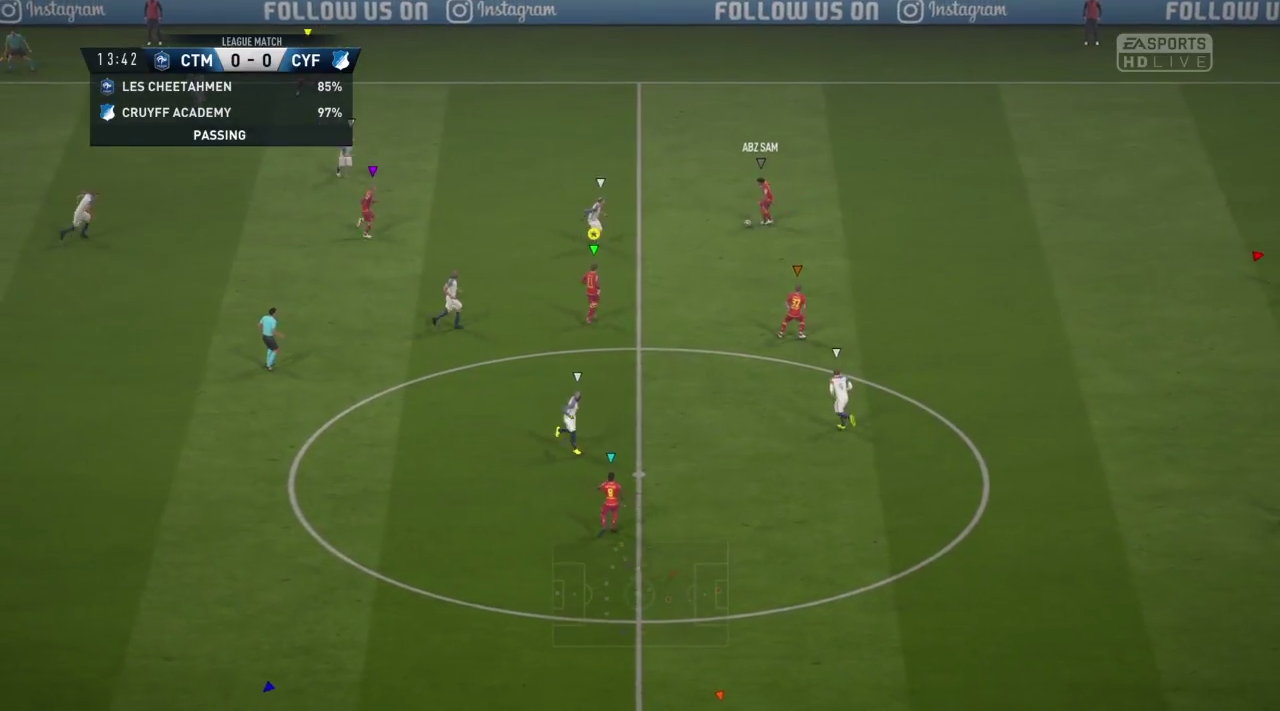 Instagram FOLLOW US ON Instagram FOLLOW US ON Instagram FOLLOW U
LEAGUE MATCH
13:42 CTM 0 - 0 CYF
LES CHEETAHMEN 85%
CRUYFF ACADEMY 97%
PASSING
EA SPORTS
HD LIVE
ABZ SAM